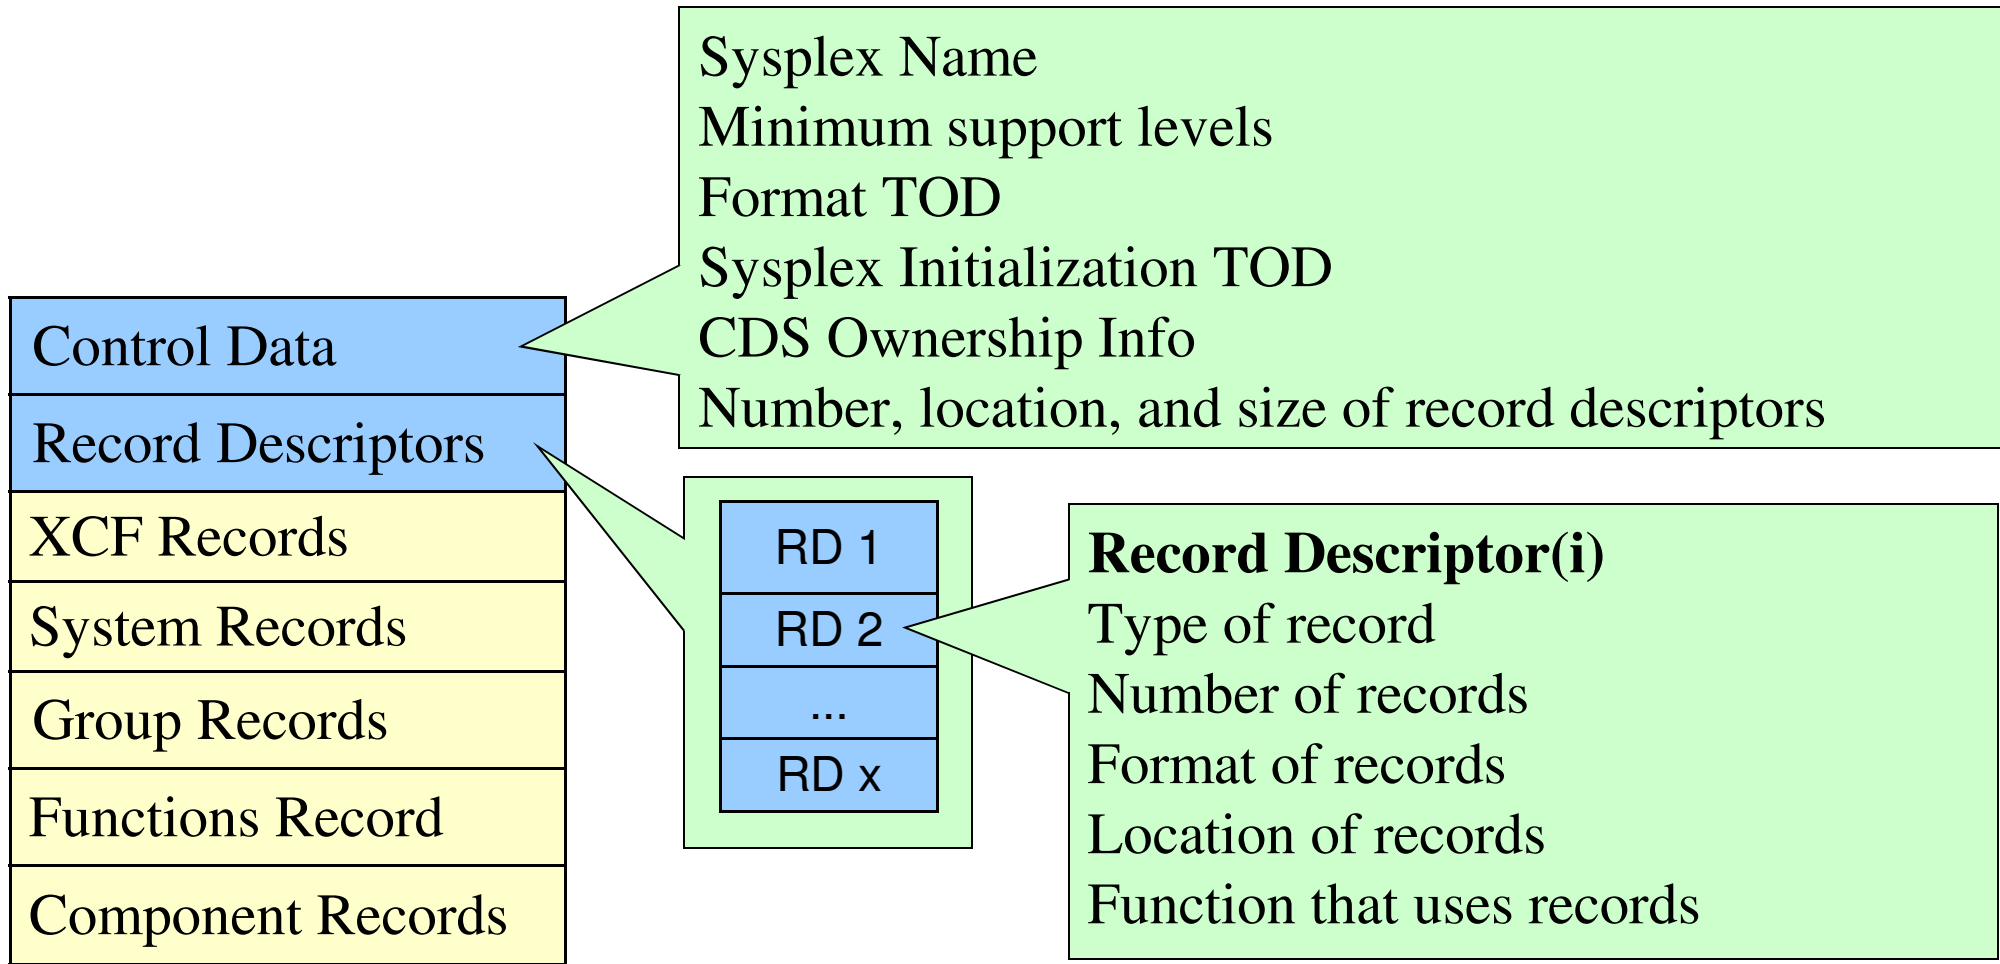 Sysplex Name
Minimum support levels
Format TOD
Sysplex Initialization TOD
CDS Ownership Info
Number, location, and size of record descriptors
Control Data
Record Descriptors
XCF Records
System Records
Group Records
Functions Record
Component Records
RD 1
RD 2
...
RD x
Record Descriptor(i)
Type of record
Number of records
Format of records
Location of records
Function that uses records